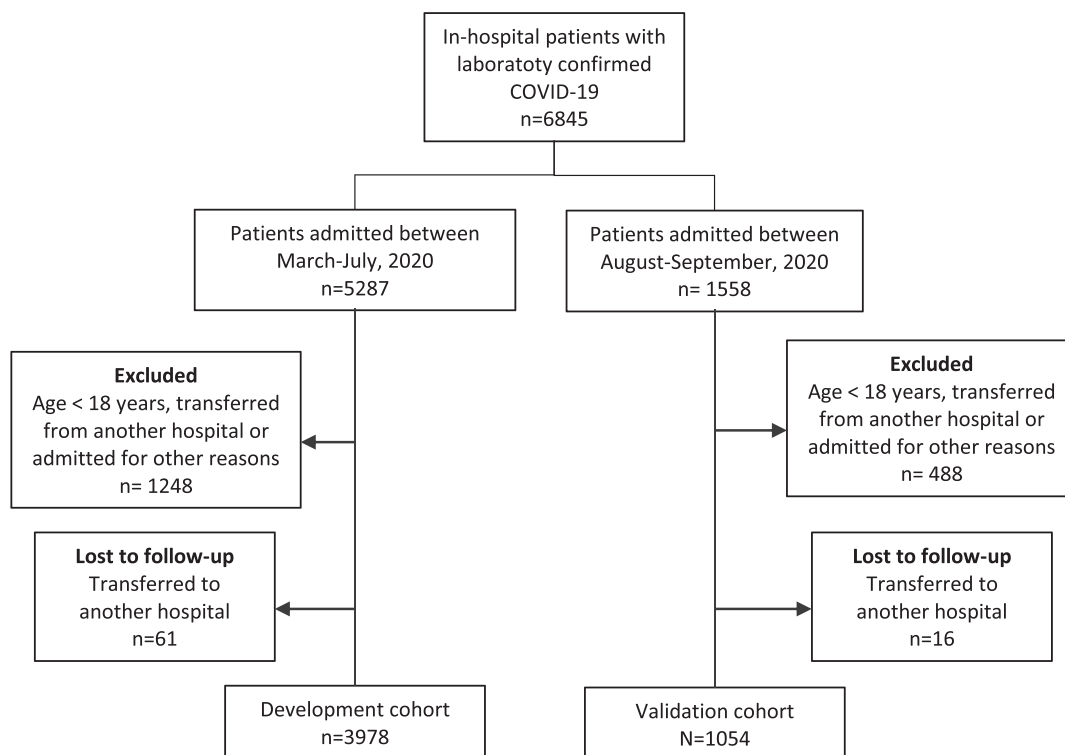 In-hospital patients with
laboratoty confirmed
COVID-19
n=6845
Patients admitted between
March-July, 2020
n=5287
Patients admitted between
August-September, 2020
n= 1558
Excluded
Age < 18 years, transferred
from another hospital or
admitted for other reasons
n= 1248
Excluded
Age < 18 years, transferred
from another hospital or
admitted for other reasons
n= 488
Lost to follow-up
Transferred to
another hospital
n=61
Lost to follow-up
Transferred to
another hospital
n=16
Development cohort
n=3978
Validation cohort
N=1054